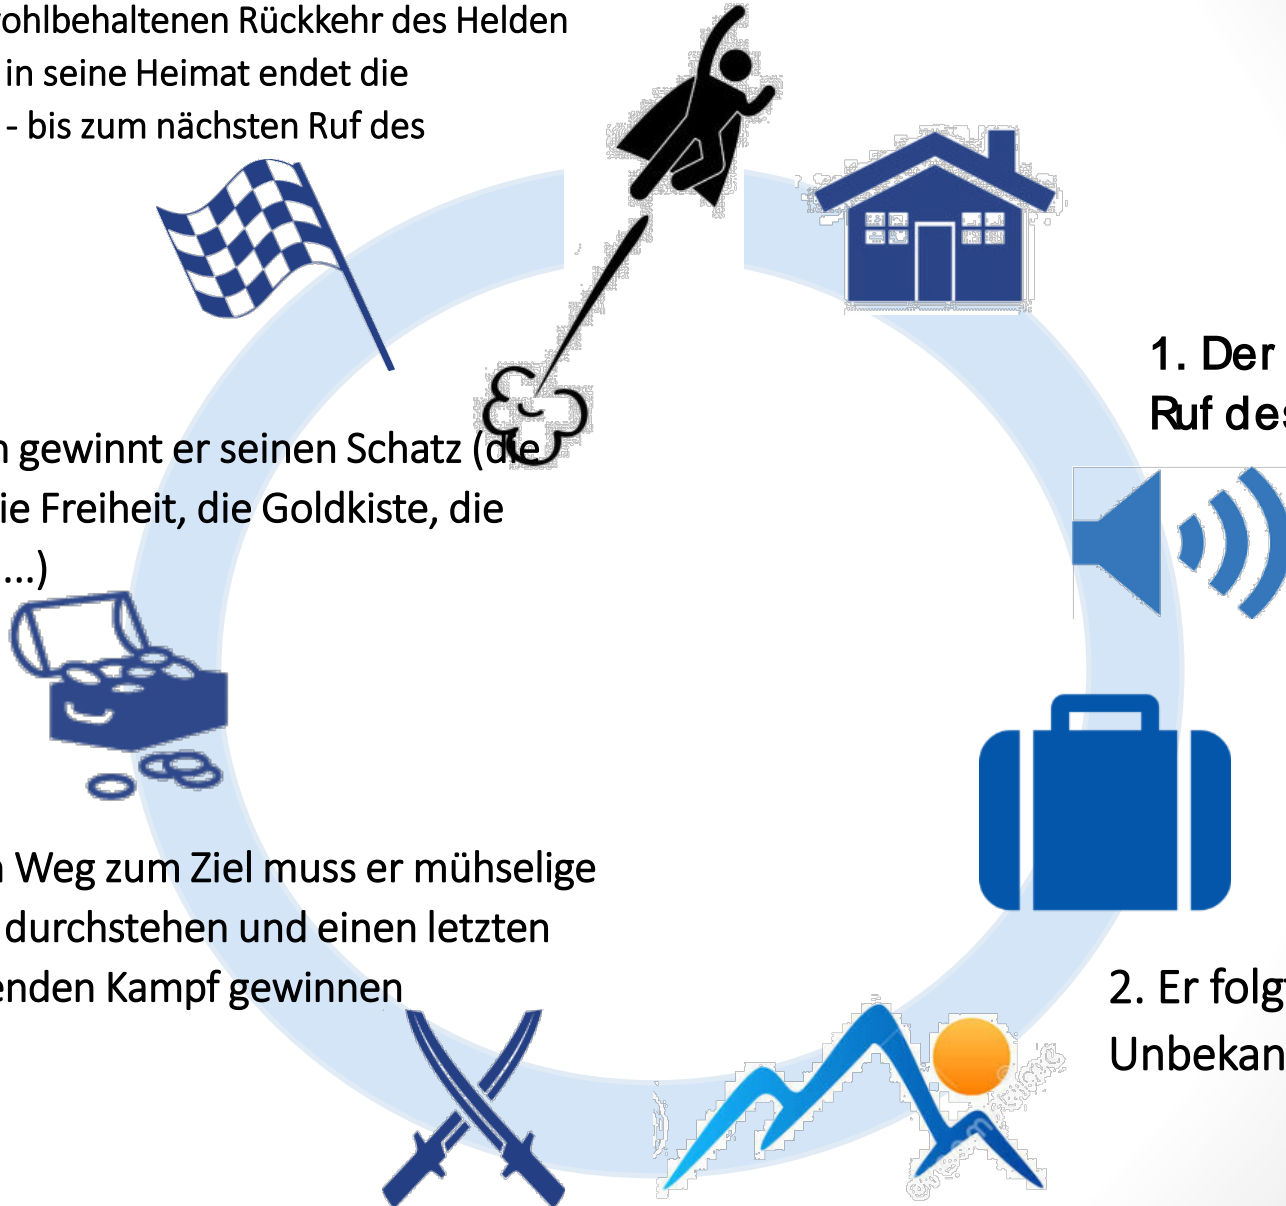 ohlbehaltenen Rückkehr des Helden
in seine Heimat endet die
- bis zum nächsten Ruf des
1. Der
Ruf des
gewinnt er seinen Schatz (die
ie Freiheit, die Goldkiste, die
...)
Weg zum Ziel muss er mühselige
durchstehen und einen letzten
enden Kampf gewinnen
2. Er folgt
Unbekan